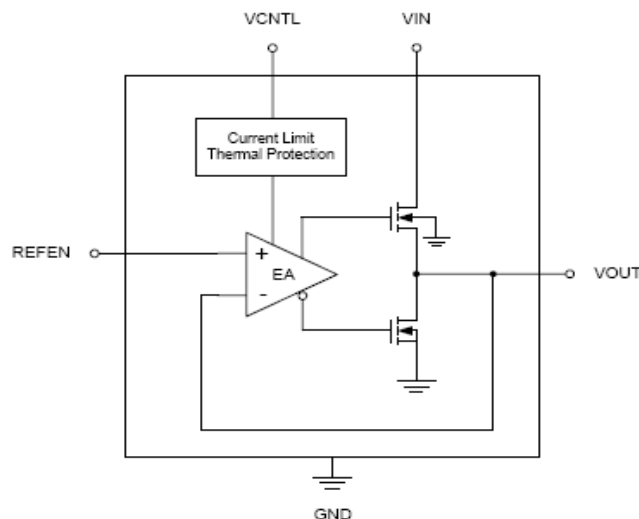 VCNTL
VIN
Current Limit
Thermal Protection
REFEN
+
EA
-
VOUT
GND